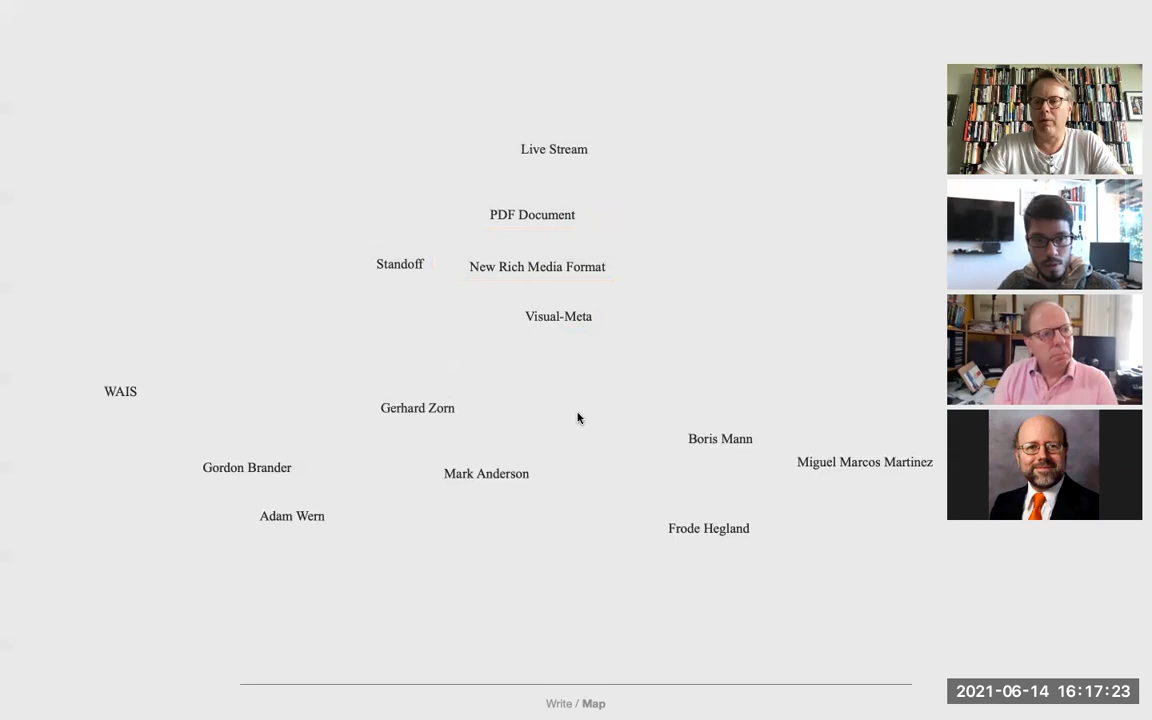 Live Stream
PDF Document
Standoff
New Rich Media Format
Visual-Meta
WAIS
Gerhard Zorn
Boris Mann
Miguel Marcos Martinez
Gordon Brander
Mark Anderson
Adam Wern
Frode Hegland
Write / Map
2021-06-14 16:17:23